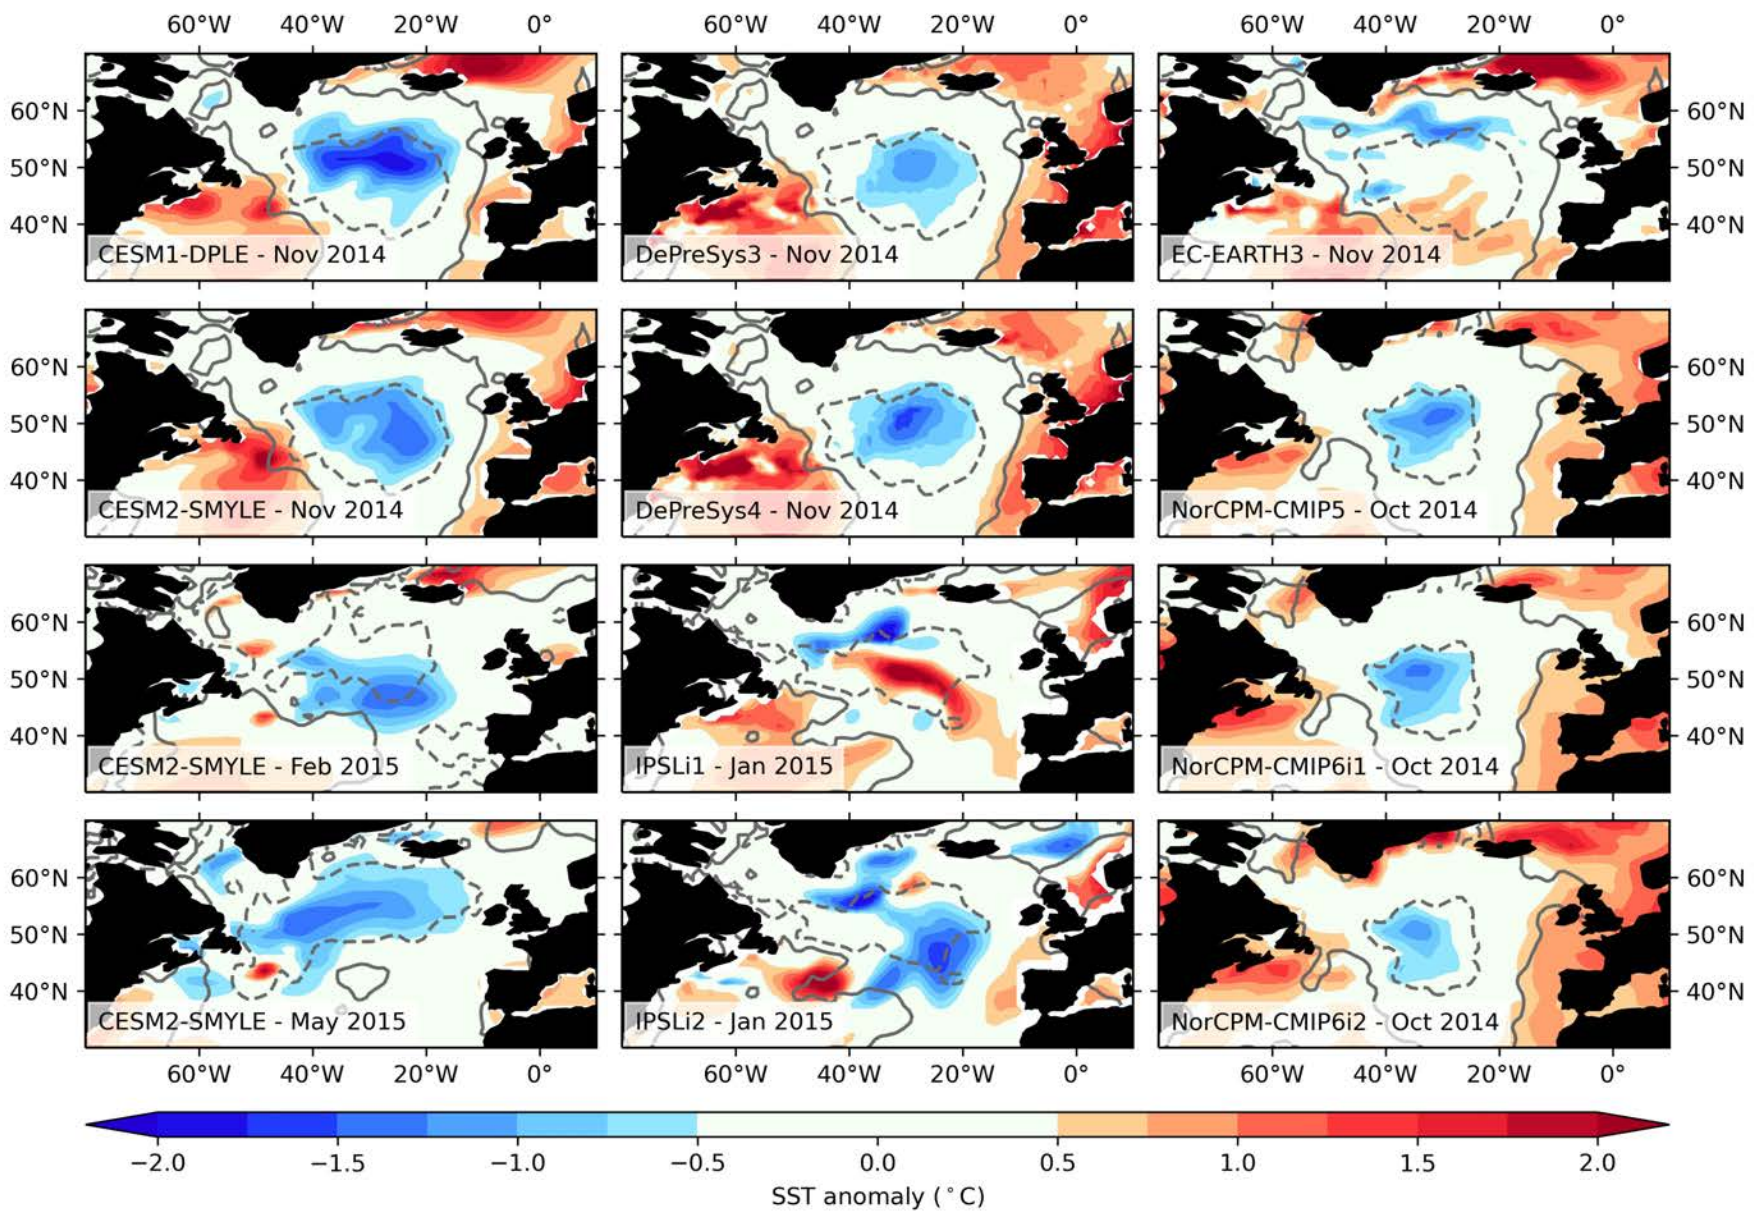 60°W 40°W 20°W 0° 60°W 40°W 20°W 0° 60°W 40°W 20°W 0°
60°N 60°N
50°N 50°N
40°N 40°N
CESM1-DPLE - Nov 2014 DePreSys3 - Nov 2014 EC-EARTH3 - Nov 2014
60°N 60°N
50°N 50°N
40°N 40°N
CESM2-SMYLE - Nov 2014 DePreSys4 - Nov 2014 NorCPM-CMIP5 - Oct 2014
60°N 60°N
50°N 50°N
40°N 40°N
CESM2-SMYLE - Feb 2015 IPSLi1 - Jan 2015 NorCPM-CMIP6i1 - Oct 2014
60°N 60°N
50°N 50°N
40°N 40°N
CESM2-SMYLE - May 2015 IPSLi2 - Jan 2015 NorCPM-CMIP6i2 - Oct 2014
60°W 40°W 20°W 0° 60°W 40°W 20°W 0° 60°W 40°W 20°W 0°
−2.0 −1.5 −1.0 −0.5 0.0 0.5 1.0 1.5 2.0
SST anomaly (°C)